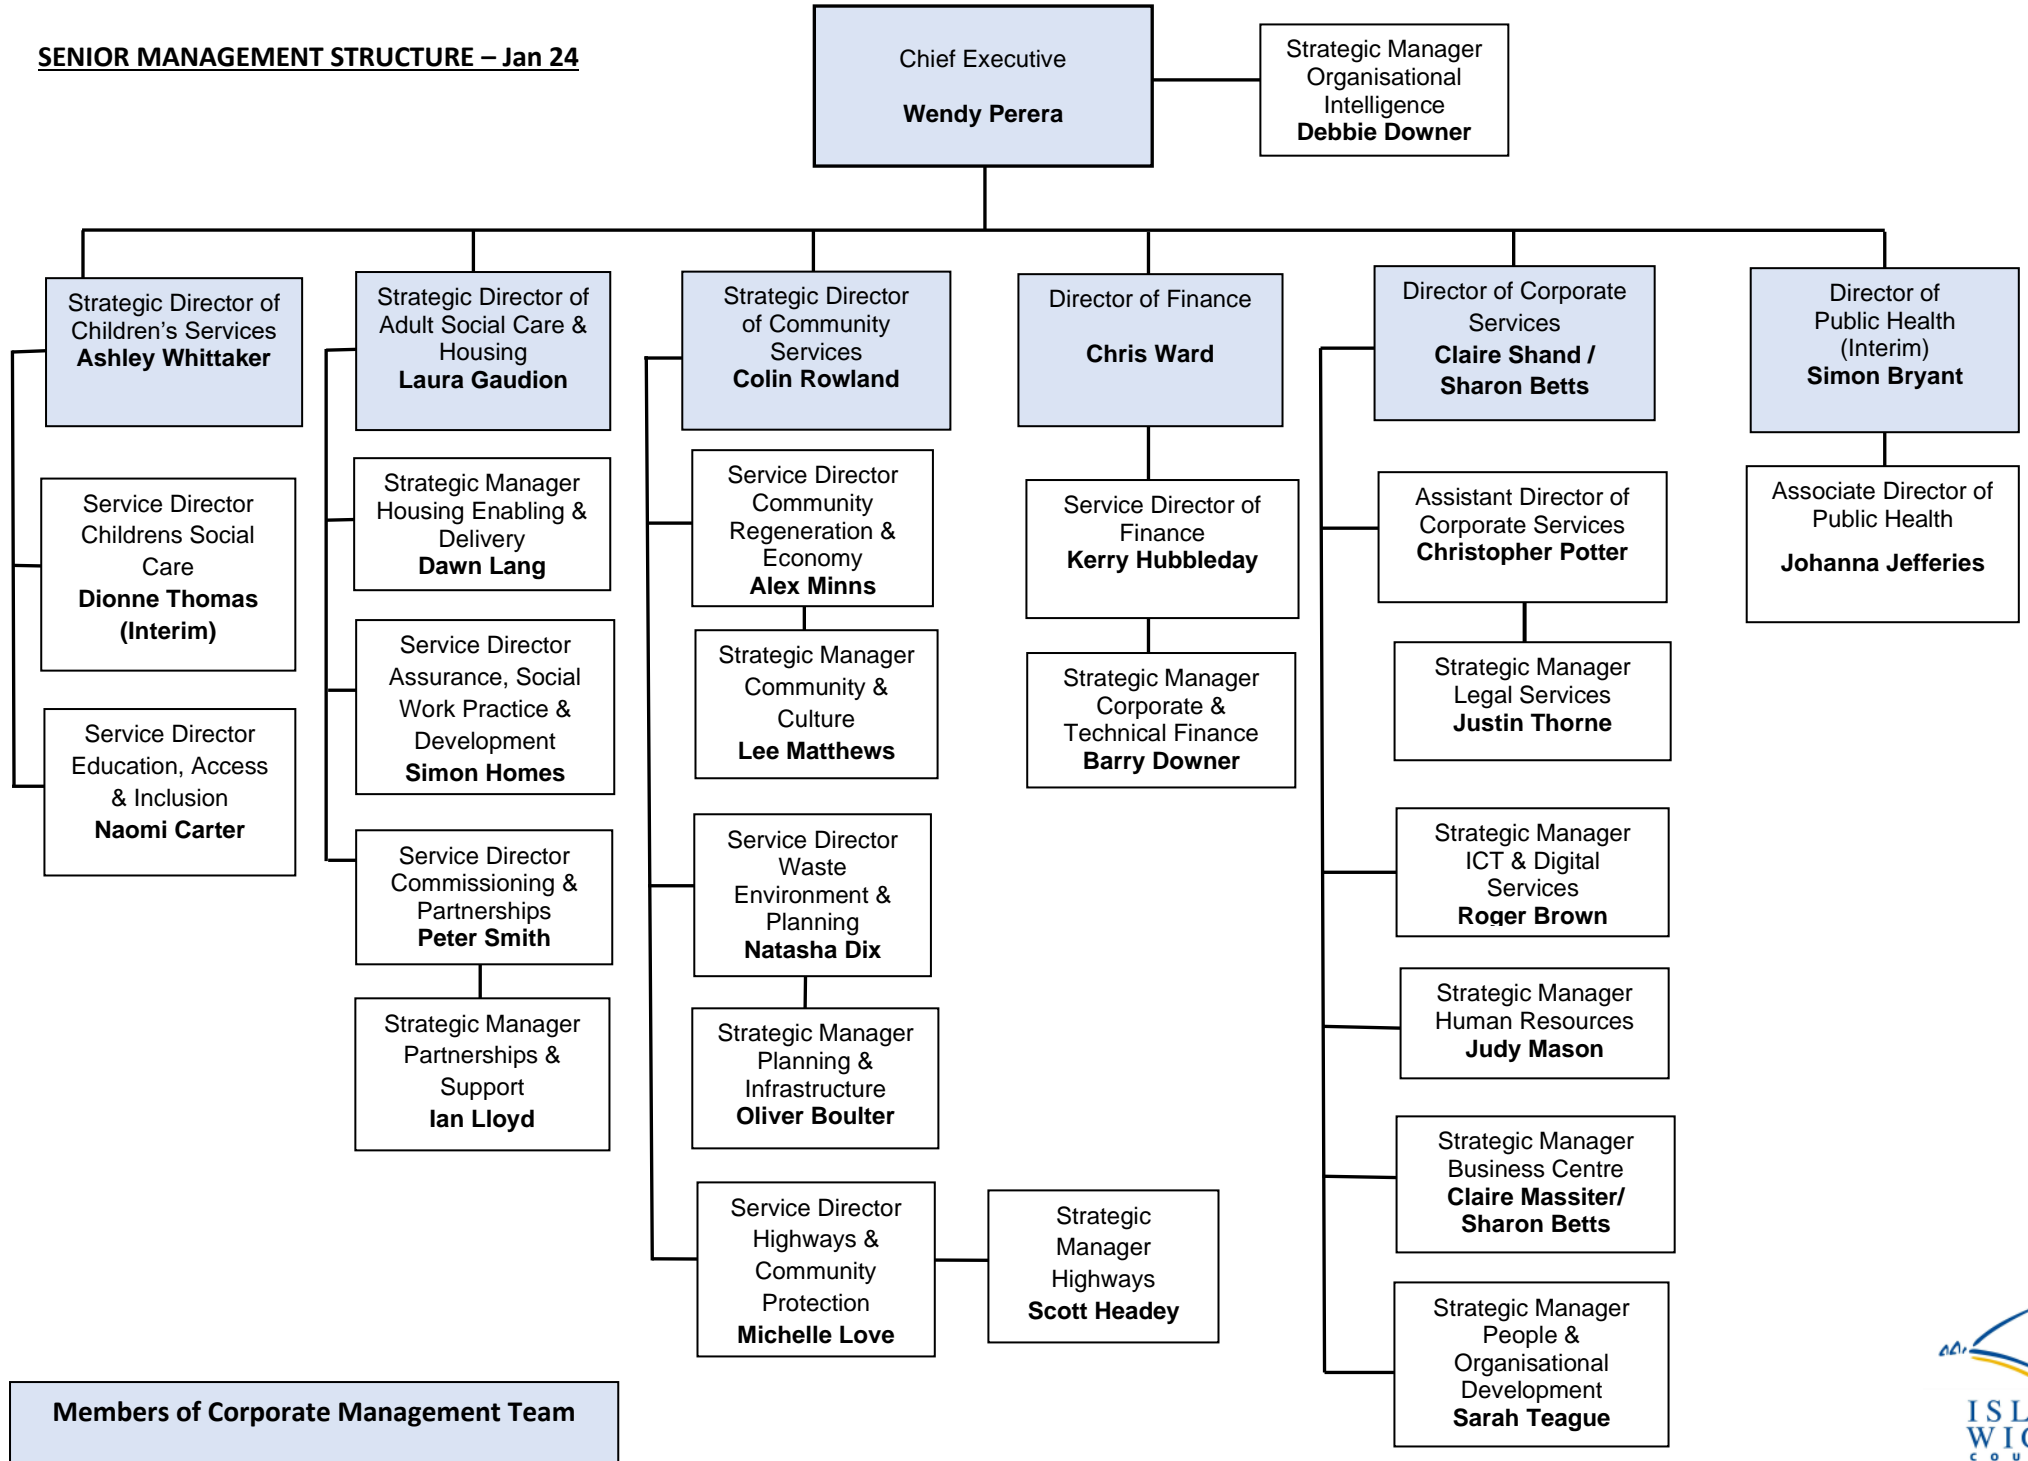 SENIOR MANAGEMENT STRUCTURE – Jan 24
Chief Executive
Wendy Perera
Strategic Manager
Organisational
Intelligence
Debbie Downer
Strategic Director of
Children’s Services
Ashley Whittaker
Strategic Director of
Adult Social Care &
Housing
Laura Gaudion
Strategic Director
of Community
Services
Colin Rowland
Director of Finance
Chris Ward
Director of Corporate
Services
Claire Shand /
Sharon Betts
Director of
Public Health
(Interim)
Simon Bryant
Service Director
Childrens Social
Care
Dionne Thomas
(Interim)
Service Director
Education, Access
& Inclusion
Naomi Carter
Strategic Manager
Housing Enabling &
Delivery
Dawn Lang
Service Director
Assurance, Social
Work Practice &
Development
Simon Homes
Service Director
Commissioning &
Partnerships
Peter Smith
Strategic Manager
Partnerships &
Support
Ian Lloyd
Service Director
Community
Regeneration &
Economy
Alex Minns
Strategic Manager
Community &
Culture
Lee Matthews
Service Director
Waste
Environment &
Planning
Natasha Dix
Strategic Manager
Planning &
Infrastructure
Oliver Boulter
Service Director
Highways &
Community
Protection
Michelle Love
Strategic
Manager
Highways
Scott Headey
Service Director of
Finance
Kerry Hubbleday
Strategic Manager
Corporate &
Technical Finance
Barry Downer
Assistant Director of
Corporate Services
Christopher Potter
Strategic Manager
Legal Services
Justin Thorne
Strategic Manager
ICT & Digital
Services
Roger Brown
Strategic Manager
Human Resources
Judy Mason
Strategic Manager
Business Centre
Claire Massiter/
Sharon Betts
Strategic Manager
People &
Organisational
Development
Sarah Teague
Associate Director of
Public Health
Johanna Jefferies
Members of Corporate Management Team